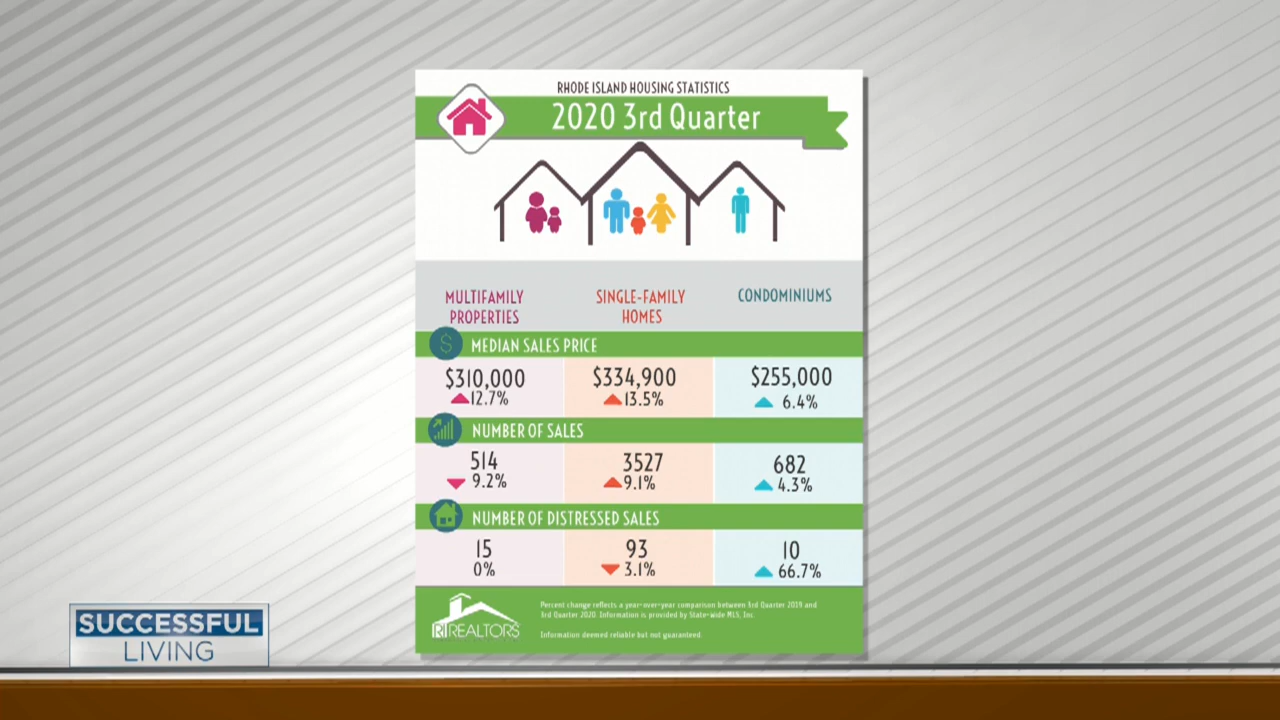 RHODE ISLAND HOUSING STATISTICS
2020 3rd Quarter
MULTIFAMILY
PROPERTIES
SINGLE-FAMILY
HOMES
CONDOMINIUMS
$
MEDIAN SALES PRICE
$310,000
12.7%
$334,900
13.5%
$255,000
6.4%
NUMBER OF SALES
514
9.2%
3527
9.1%
682
4.3%
NUMBER OF DISTRESSED SALES
15
0%
93
3.1%
10
66.7%
RIREALTORS
Percent change reflects a year-over-year comparison between 3rd Quarter 2019 and
3rd Quarter 2020. Information is provided by State-Wide MLS, Inc.
Information deemed reliable but not guaranteed.
SUCCESSFUL
LIVING